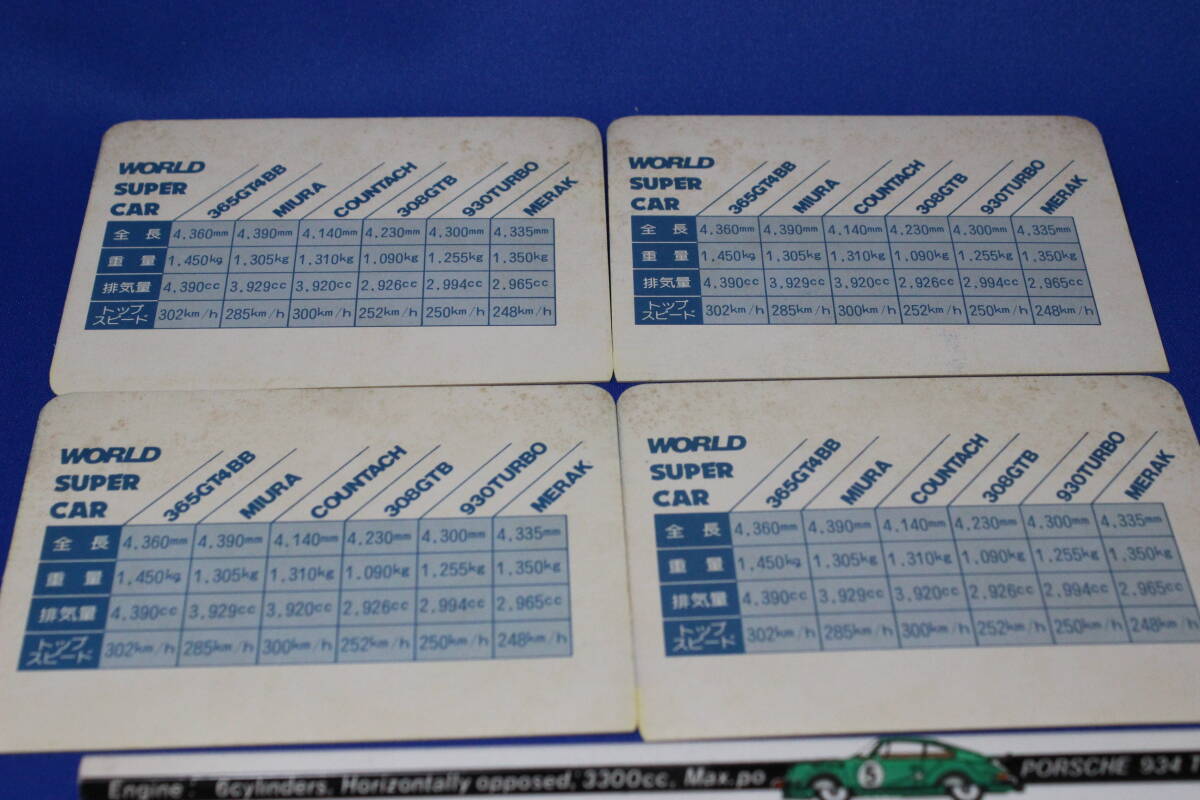 WORLD
SUPER
CAR
365GT4BB MIURA COUNTACH 308GTB 930TURBO MERAK
全長 4.360mm 4.390mm 4.140mm 4.230mm 4.300mm 4.335mm
重量 1.450kg 1.305kg 1.310kg 1.090kg 1.255kg 1.350kg
排気量 4.390cc 3.929cc 3.920cc 2.926cc 2.994cc 2.965cc
トップ
スピード 302km/h 285km/h 300km/h 252km/h 250km/h 248km/h
WORLD
SUPER
CAR
365GT4BB MIURA COUNTACH 308GTB 930TURBO MERAK
全長 4.360mm 4.390mm 4.140mm 4.230mm 4.300mm 4.335mm
重量 1.450kg 1.305kg 1.310kg 1.090kg 1.255kg 1.350kg
排気量 4.390cc 3.929cc 3.920cc 2.926cc 2.994cc 2.965cc
トップ
スピード 302km/h 285km/h 300km/h 252km/h 250km/h 248km/h
WORLD
SUPER
CAR
365GT4BB MIURA COUNTACH 308GTB 930TURBO MERAK
全長 4.360mm 4.390mm 4.140mm 4.230mm 4.300mm 4.335mm
重量 1.450kg 1.305kg 1.310kg 1.090kg 1.255kg 1.350kg
排気量 4.390cc 3.929cc 3.920cc 2.926cc 2.994cc 2.965cc
トップ
スピード 302km/h 285km/h 300km/h 252km/h 250km/h 248km/h
WORLD
SUPER
CAR
365GT4BB MIURA COUNTACH 308GTB 930TURBO MERAK
全長 4.360mm 4.390mm 4.140mm 4.230mm 4.300mm 4.335mm
重量 1.450kg 1.305kg 1.310kg 1.090kg 1.255kg 1.350kg
排気量 4.390cc 3.929cc 3.920cc 2.926cc 2.994cc 2.965cc
トップ
スピード 302km/h 285km/h 300km/h 252km/h 250km/h 248km/h
Engine : 6cylinders, Horizontally opposed, 3300cc, Max.po 5 PORSCHE 934 T